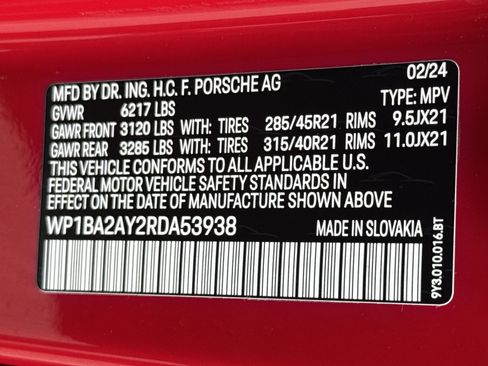 MFD BY DR. ING. H.C. F. PORSCHE AG 02/24
GVWR 6217 LBS TYPE: MPV
GAWR FRONT 3120 LBS WITH: TIRES 285/45R21 RIMS 9.5JX21
GAWR REAR 3285 LBS WITH: TIRES 315/40R21 RIMS 11.0JX21
THIS VEHICLE CONFORMS TO ALL APPLICABLE U.S.
FEDERAL MOTOR VEHICLE SAFETY STANDARDS IN
EFFECT ON THE DATE OF MANUFACTURE SHOWN ABOVE.
WP1BA2AY2RDA53938 MADE IN SLOVAKIA
9Y3.010.016.BT